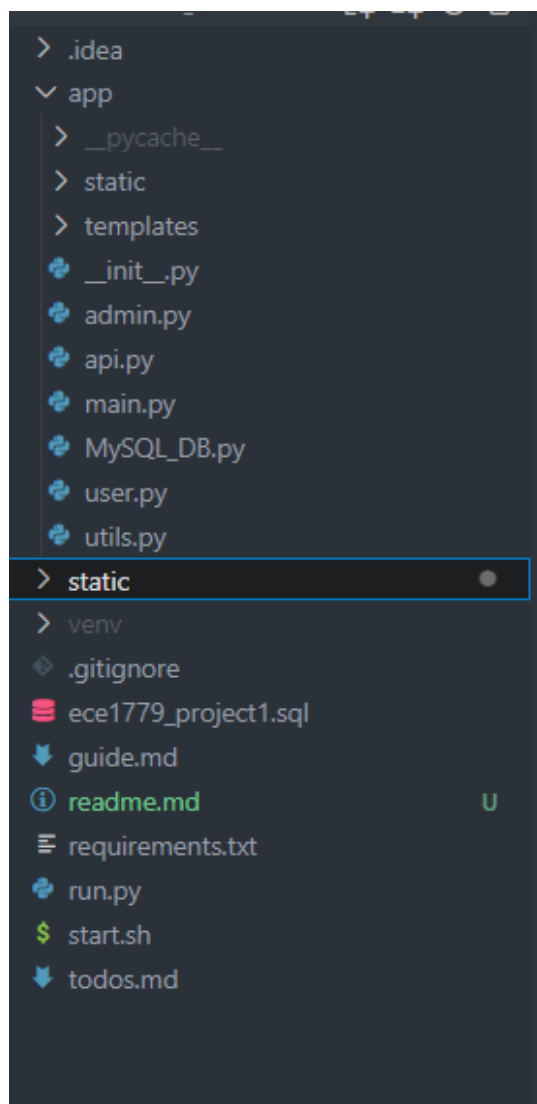 .idea
app
__pycache__
static
templates
__init__.py
admin.py
api.py
main.py
MySQL_DB.py
user.py
utils.py
static
venv
.gitignore
ece1779_project1.sql
guide.md
readme.md U
requirements.txt
run.py
$ start.sh
todos.md